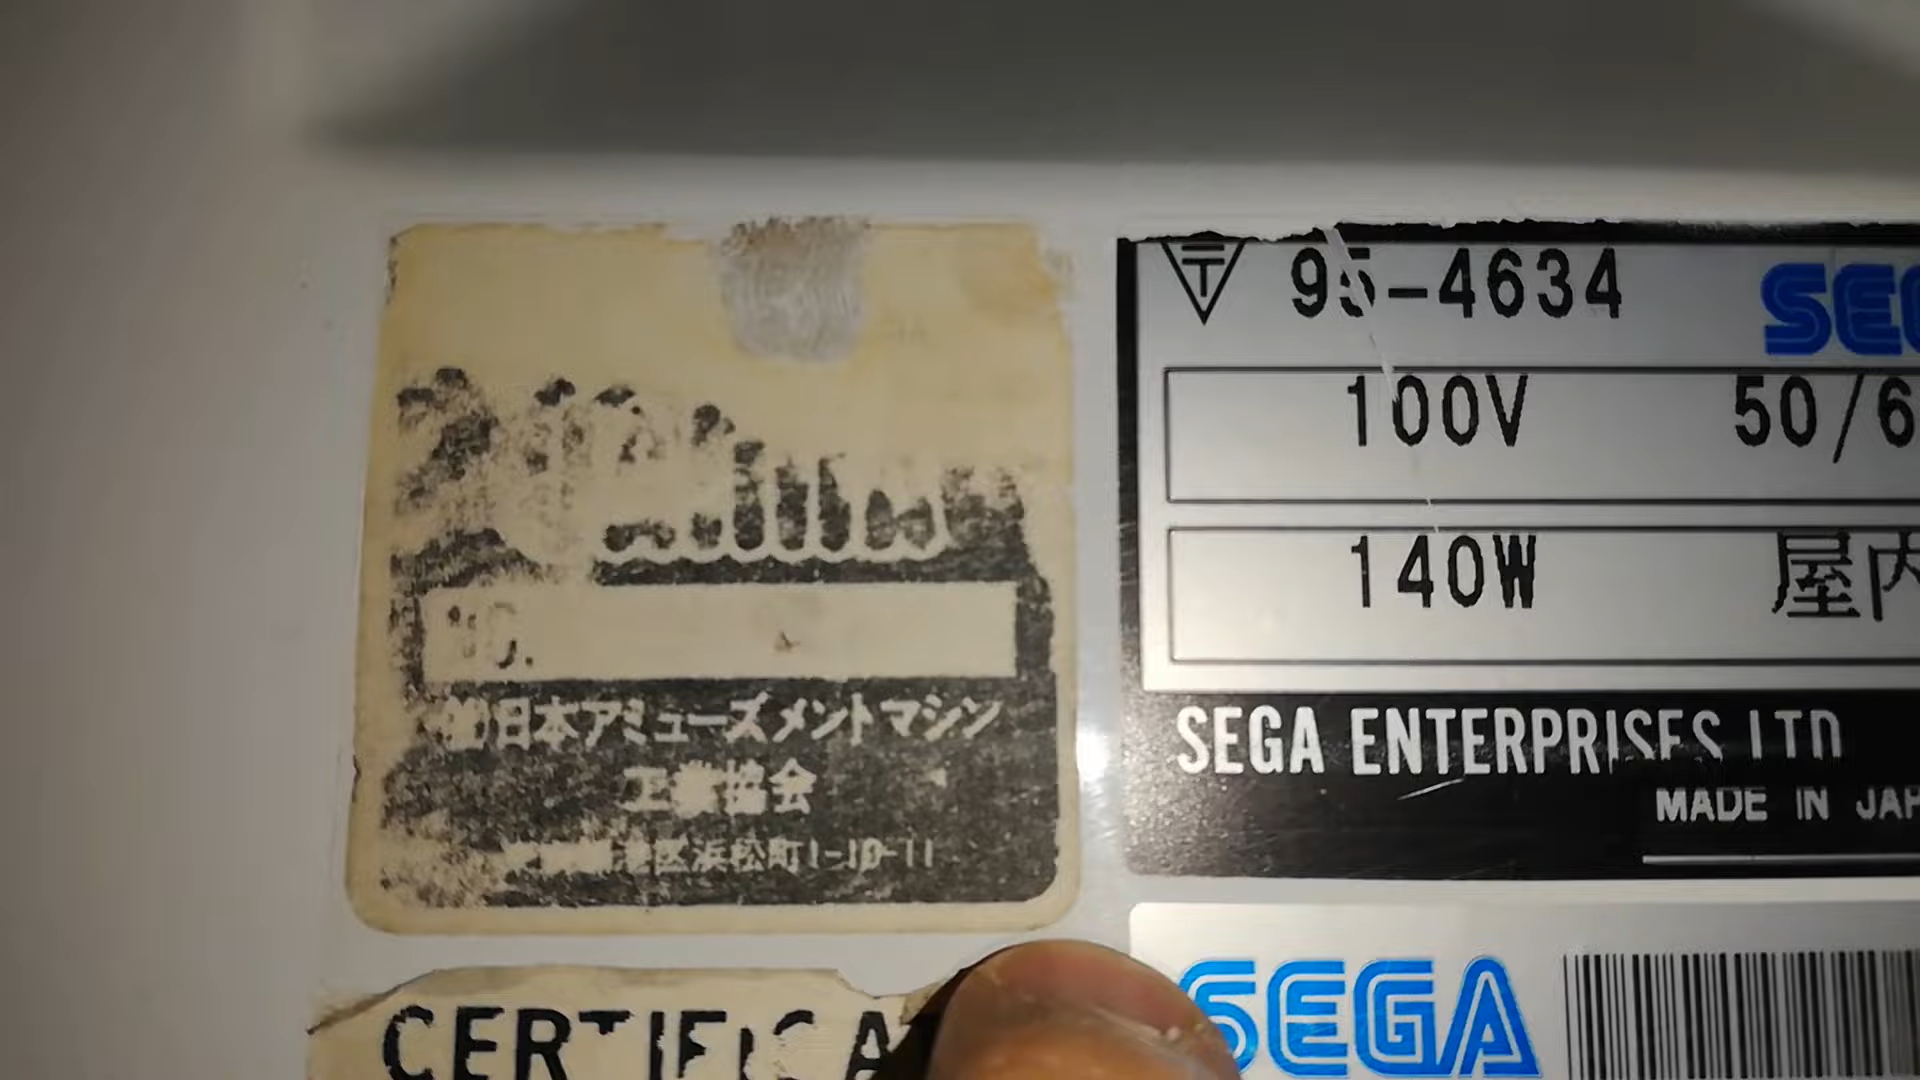 日本アミューズメントマシン
工業協会
港区浜松町1-10-11
CERTIFICA
〒 95-4634
SEG
100V 50/6
140W 屋内
SEGA ENTERPRISES LTD
MADE IN JAP
SEGA